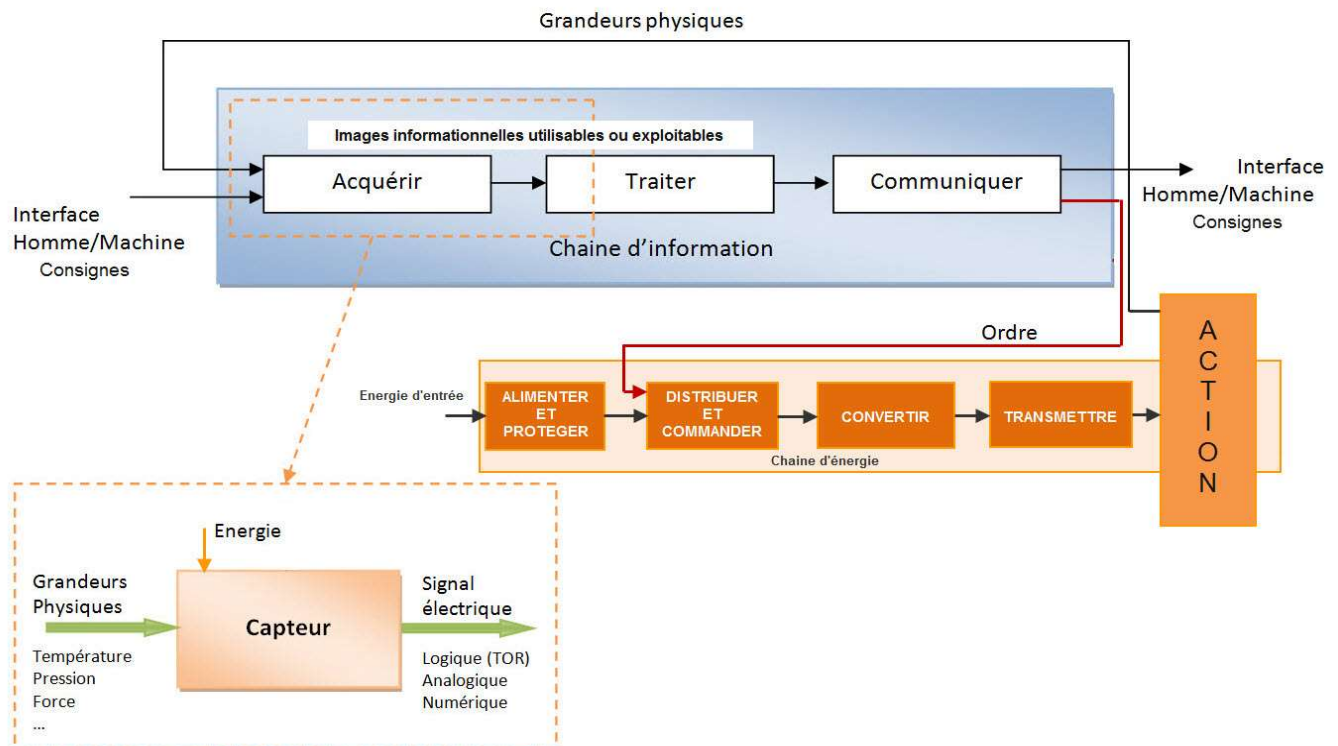 Grandeurs physiques
Images informationnelles utilisables ou exploitables
Acquérir
Traiter
Communiquer
Interface
Homme/Machine
Consignes
Interface
Homme/Machine
Consignes
Chaine d'information
Ordre
Energie d'entrée
ALIMENTER
ET
PROTEGER
DISTRIBUER
ET
COMMANDER
CONVERTIR
TRANSMETTRE
Chaine d'énergie
A
C
T
I
O
N
Energie
Grandeurs
Physiques
Capteur
Signal
électrique
Température
Pression
Force
...
Logique (TOR)
Analogique
Numérique